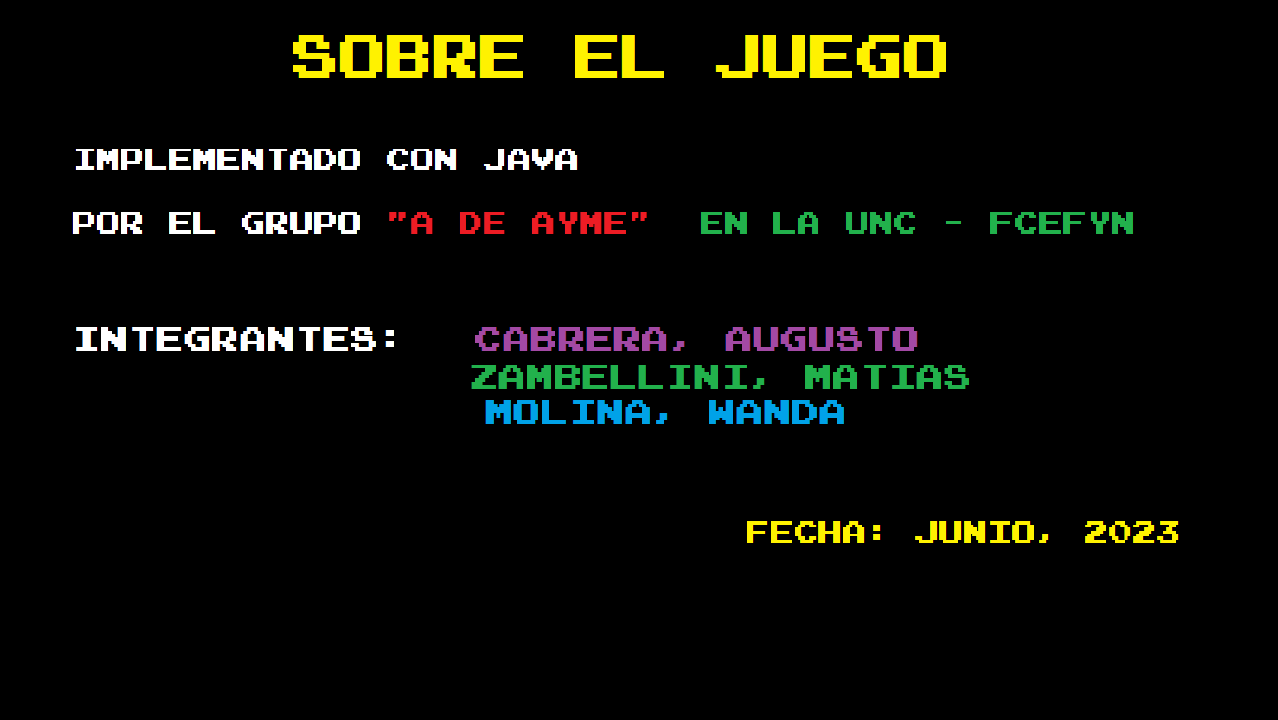 SOBRE EL JUEGO
IMPLEMENTADO CON JAVA
POR EL GRUPO "A DE AYME" EN LA UNC - FCEFYN
INTEGRANTES: CABRERA, AUGUSTO
ZAMBELLINI, MATIAS
MOLINA, WANDA
FECHA: JUNIO, 2023